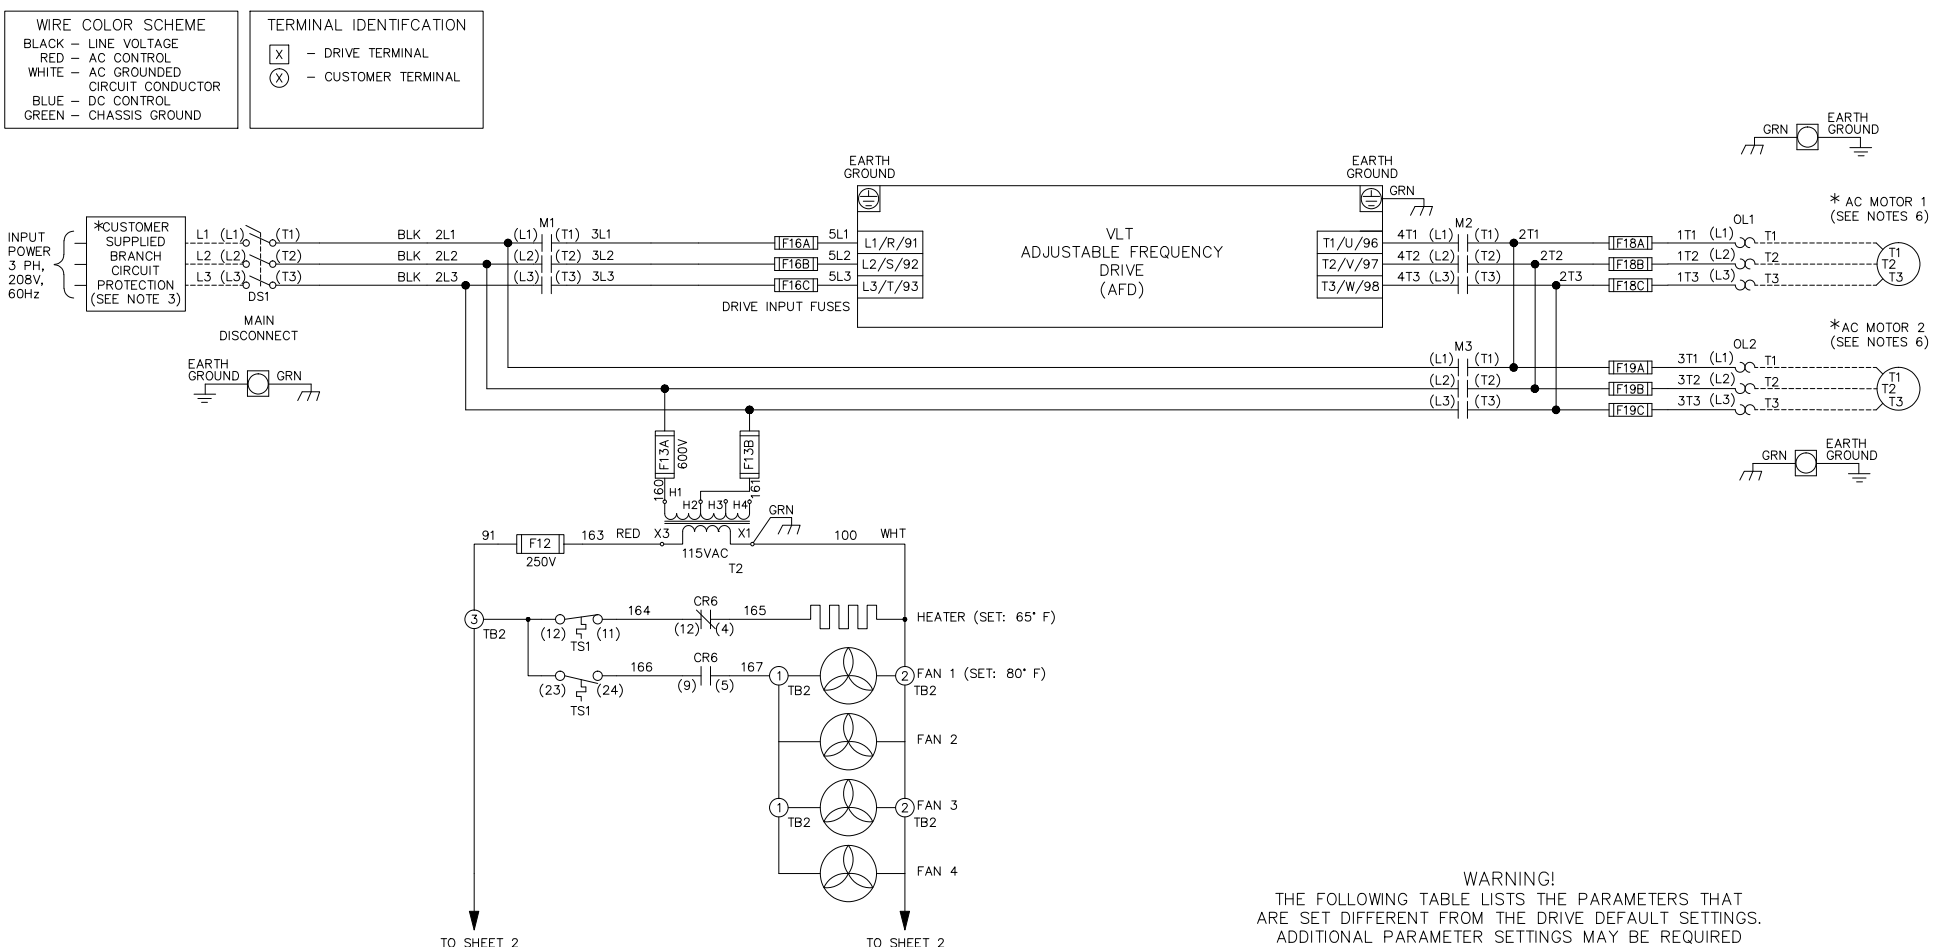 WIRE COLOR SCHEME
BLACK – LINE VOLTAGE
RED – AC CONTROL
WHITE – AC GROUNDED
CIRCUIT CONDUCTOR
BLUE – DC CONTROL
GREEN – CHASSIS GROUND
TERMINAL IDENTIFCATION
X – DRIVE TERMINAL
X – CUSTOMER TERMINAL
INPUT
POWER
3 PH,
208V,
60Hz
*CUSTOMER
SUPPLIED
BRANCH
CIRCUIT
PROTECTION
(SEE NOTE 3)
L1 (L1) (T1) BLK 2L1 (L1) M1 (T1) 3L1 F16A 5L1 L1/R/91
L2 (L2) (T2) BLK 2L2 (L2) (T2) 3L2 F16B 5L2 L2/S/92
L3 (L3) (T3) BLK 2L3 (L3) (T3) 3L3 F16C 5L3 L3/T/93
DS1
MAIN
DISCONNECT
DRIVE INPUT FUSES
EARTH
GROUND
GRN
EARTH
GROUND
VLT
ADJUSTABLE FREQUENCY
DRIVE
(AFD)
EARTH
GROUND
GRN
T1/U/96 4T1 (L1) M2 (T1) 2T1 F18A 1T1 (L1) OL1 T1
T2/V/97 4T2 (L2) (T2) 2T2 F18B 1T2 (L2) T2
T3/W/98 4T3 (L3) (T3) 2T3 F18C 1T3 (L3) T3
GRN
EARTH
GROUND
* AC MOTOR 1
(SEE NOTES 6)
T1
T2
T3
*AC MOTOR 2
(SEE NOTES 6)
M3
(L1) (T1) F19A 3T1 (L1) OL2 T1
(L2) (T2) F19B 3T2 (L2) T2
(L3) (T3) F19C 3T3 (L3) T3
T1
T2
T3
GRN
EARTH
GROUND
F13A
600V
F13B
160
161
H1
H2 H3 H4
GRN
91 F12 163 RED X3 X1 100 WHT
250V
115VAC
T2
3
TB2
(12) (11)
TS1
164
CR6
(12) (4)
165
HEATER (SET: 65° F)
(23) (24)
TS1
166
CR6
(9) (5)
167
1
TB2
2
TB2
FAN 1 (SET: 80° F)
FAN 2
1
TB2
2
TB2
FAN 3
FAN 4
TO SHEET 2
TO SHEET 2
WARNING!
THE FOLLOWING TABLE LISTS THE PARAMETERS THAT
ARE SET DIFFERENT FROM THE DRIVE DEFAULT SETTINGS.
ADDITIONAL PARAMETER SETTINGS MAY BE REQUIRED